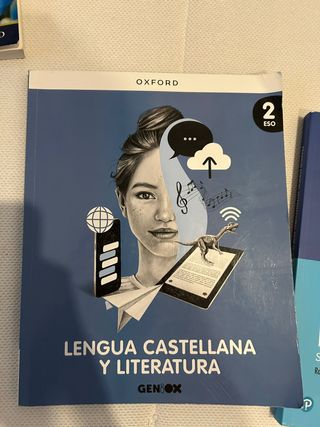 OXFORD
2
ESO
LENGUA CASTELLANA
Y LITERATURA
GENiOX